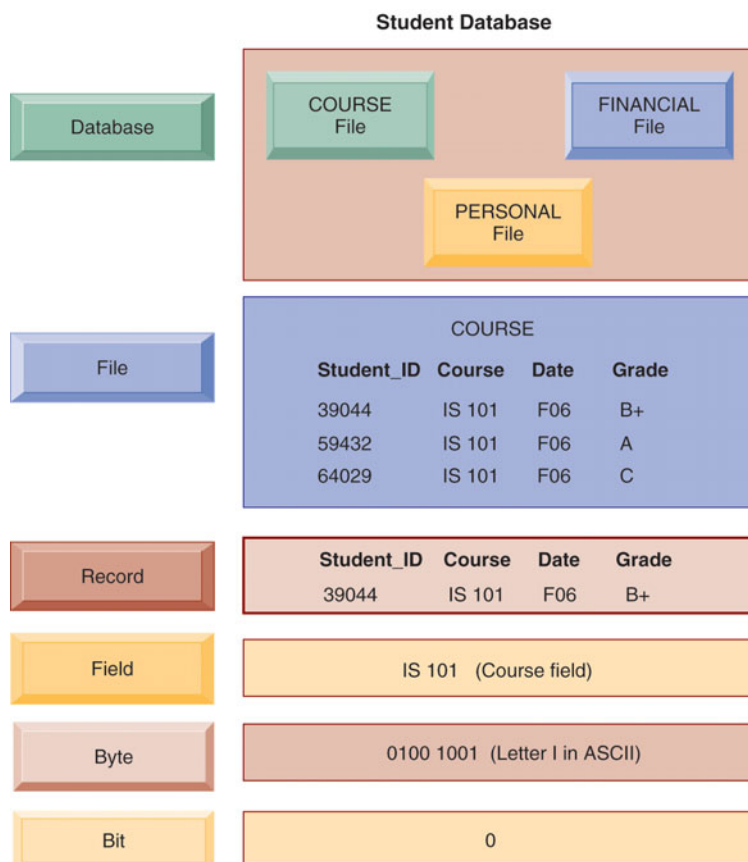 Student Database
Database
COURSE
File
FINANCIAL
File
PERSONAL
File
File
COURSE
Student_ID Course Date Grade
39044 IS 101 F06 B+
59432 IS 101 F06 A
64029 IS 101 F06 C
Record
Student_ID Course Date Grade
39044 IS 101 F06 B+
Field
IS 101 (Course field)
Byte
0100 1001 (Letter I in ASCII)
Bit
0